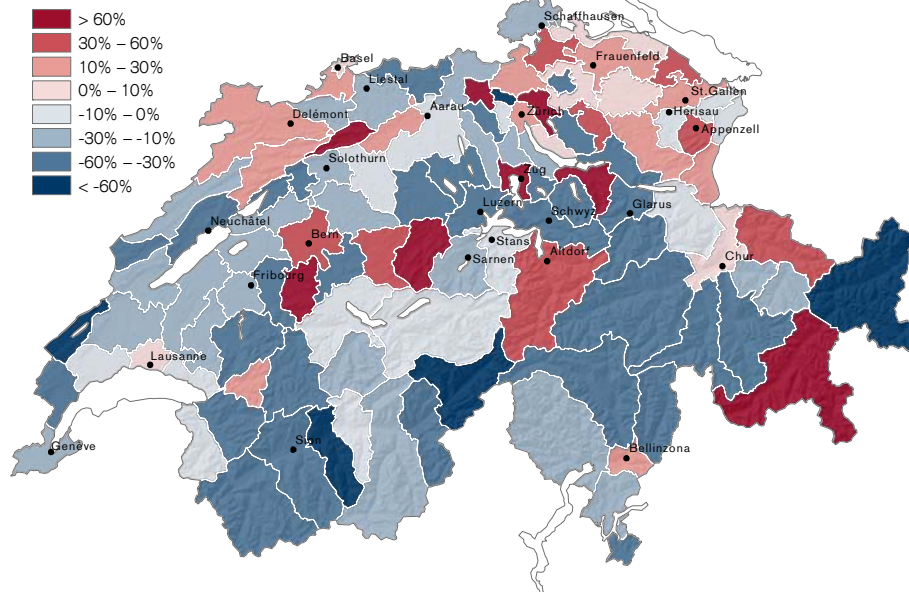 > 60%
30% – 60%
10% – 30%
0% – 10%
-10% – 0%
-30% – -10%
-60% – -30%
< -60%
Schaffhausen
Basel
Frauenfeld
Liestal
St.Gallen
Delémont
Aarau
Zürich
Herisau
Appenzell
Solothurn
Zug
Neuchâtel
Luzern
Schwyz
Glarus
Bern
Stans
Sarnen
Altdorf
Chur
Fribourg
Lausanne
Sion
Genève
Bellinzona